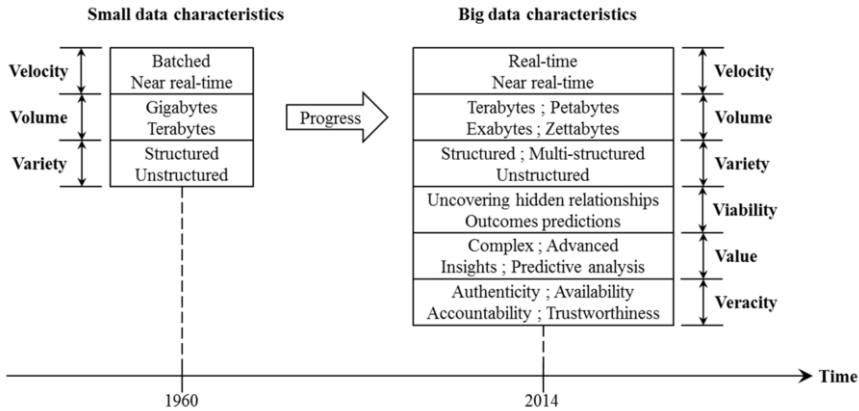 Small data characteristics
Big data characteristics
Velocity
Batched
Near real-time
Volume
Gigabytes
Terabytes
Variety
Structured
Unstructured
Progress
Real-time
Near real-time
Velocity
Terabytes ; Petabytes
Exabytes ; Zettabytes
Volume
Structured ; Multi-structured
Unstructured
Variety
Uncovering hidden relationships
Outcomes predictions
Viability
Complex ; Advanced
Insights ; Predictive analysis
Value
Authenticity ; Availability
Accountability ; Trustworthiness
Veracity
Time
1960
2014